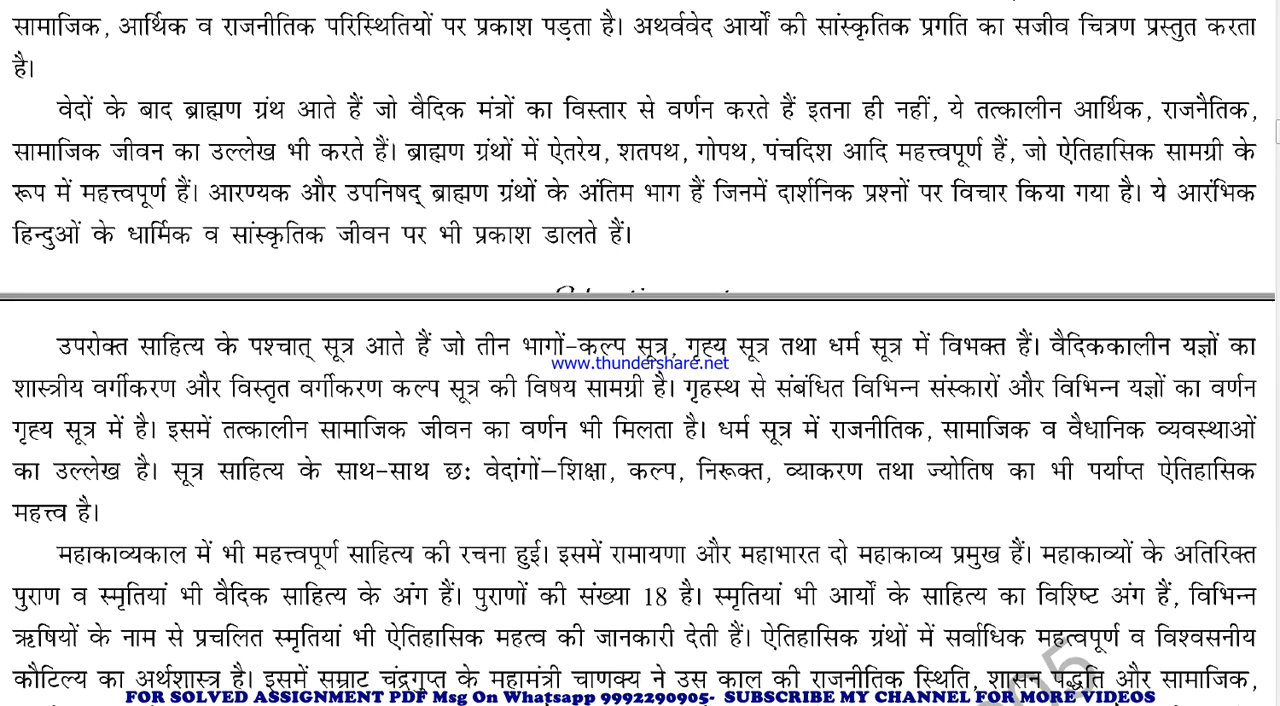 सामाजिक, आर्थिक व राजनीतिक परिस्थितियों पर प्रकाश पड़ता है। अथर्ववेद आर्यों की सांस्कृतिक प्रगति का सजीव चित्रण प्रस्तुत करता
है।
वेदों के बाद ब्राह्मण ग्रंथ आते हैं जो वैदिक मंत्रों का विस्तार से वर्णन करते हैं इतना ही नहीं, ये तत्कालीन आर्थिक, राजनैतिक,
सामाजिक जीवन का उल्लेख भी करते हैं। ब्राह्मण ग्रंथों में ऐतरेय, शतपथ, गोपथ, पंचदिश आदि महत्त्वपूर्ण हैं, जो ऐतिहासिक सामग्री के
रूप में महत्त्वपूर्ण हैं। आरण्यक और उपनिषद् ब्राह्मण ग्रंथों के अंतिम भाग हैं जिनमें दार्शनिक प्रश्नों पर विचार किया गया है। ये आरंभिक
हिन्दुओं के धार्मिक व सांस्कृतिक जीवन पर भी प्रकाश डालते हैं।
उपरोक्त साहित्य के पश्चात् सूत्र आते हैं जो तीन भागों-कल्प सूत्र, गृह्य सूत्र तथा धर्म सूत्र में विभक्त हैं। वैदिककालीन यज्ञों का
www.thundershare.net
शास्त्रीय वर्गीकरण और विस्तृत वर्गीकरण कल्प सूत्र की विषय सामग्री है। गृहस्थ से संबंधित विभिन्न संस्कारों और विभिन्न यज्ञों का वर्णन
गृह्य सूत्र में है। इसमें तत्कालीन सामाजिक जीवन का वर्णन भी मिलता है। धर्म सूत्र में राजनीतिक, सामाजिक व वैधानिक व्यवस्थाओं
का उल्लेख है। सूत्र साहित्य के साथ-साथ छः वेदांगों–शिक्षा, कल्प, निरूक्त, व्याकरण तथा ज्योतिष का भी पर्याप्त ऐतिहासिक
महत्त्व है।
महाकाव्यकाल में भी महत्त्वपूर्ण साहित्य की रचना हुई। इसमें रामायणा और महाभारत दो महाकाव्य प्रमुख हैं। महाकाव्यों के अतिरिक्त
पुराण व स्मृतियां भी वैदिक साहित्य के अंग हैं। पुराणों की संख्या 18 है। स्मृतियां भी आर्यों के साहित्य का विशिष्ट अंग हैं, विभिन्न
ऋषियों के नाम से प्रचलित स्मृतियां भी ऐतिहासिक महत्व की जानकारी देती हैं। ऐतिहासिक ग्रंथों में सर्वाधिक महत्वपूर्ण व विश्वसनीय
कौटिल्य का अर्थशास्त्र है। इसमें सम्राट चंद्रगुप्त के महामंत्री चाणक्य ने उस काल की राजनीतिक स्थिति, शासन पद्धति और सामाजिक,
FOR SOLVED ASSIGNMENT PDF Msg On Whatsapp 9992290905- SUBSCRIBE MY CHANNEL FOR MORE VIDEOS